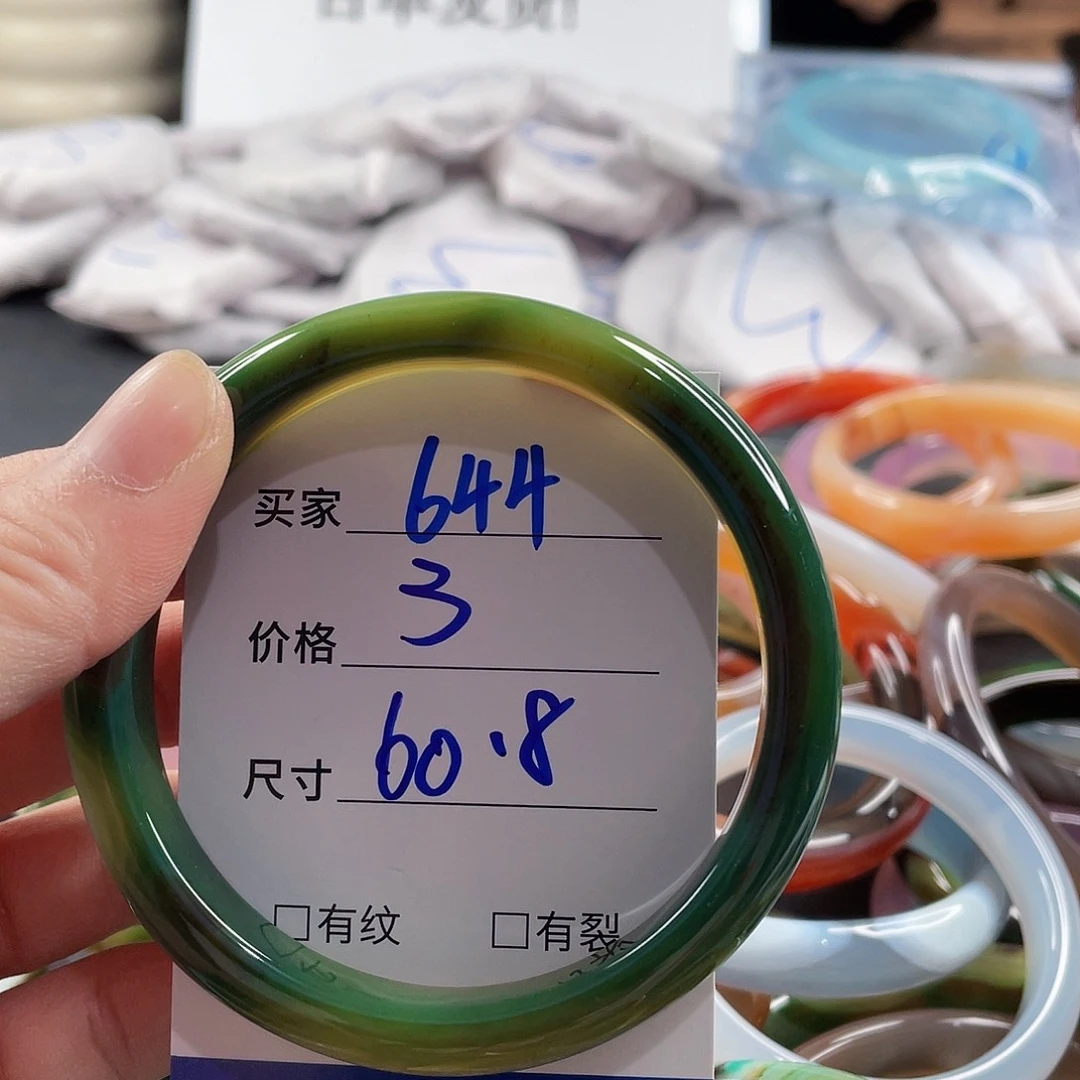 买家 644
价格 3
尺寸 60.8
□有纹 □有裂